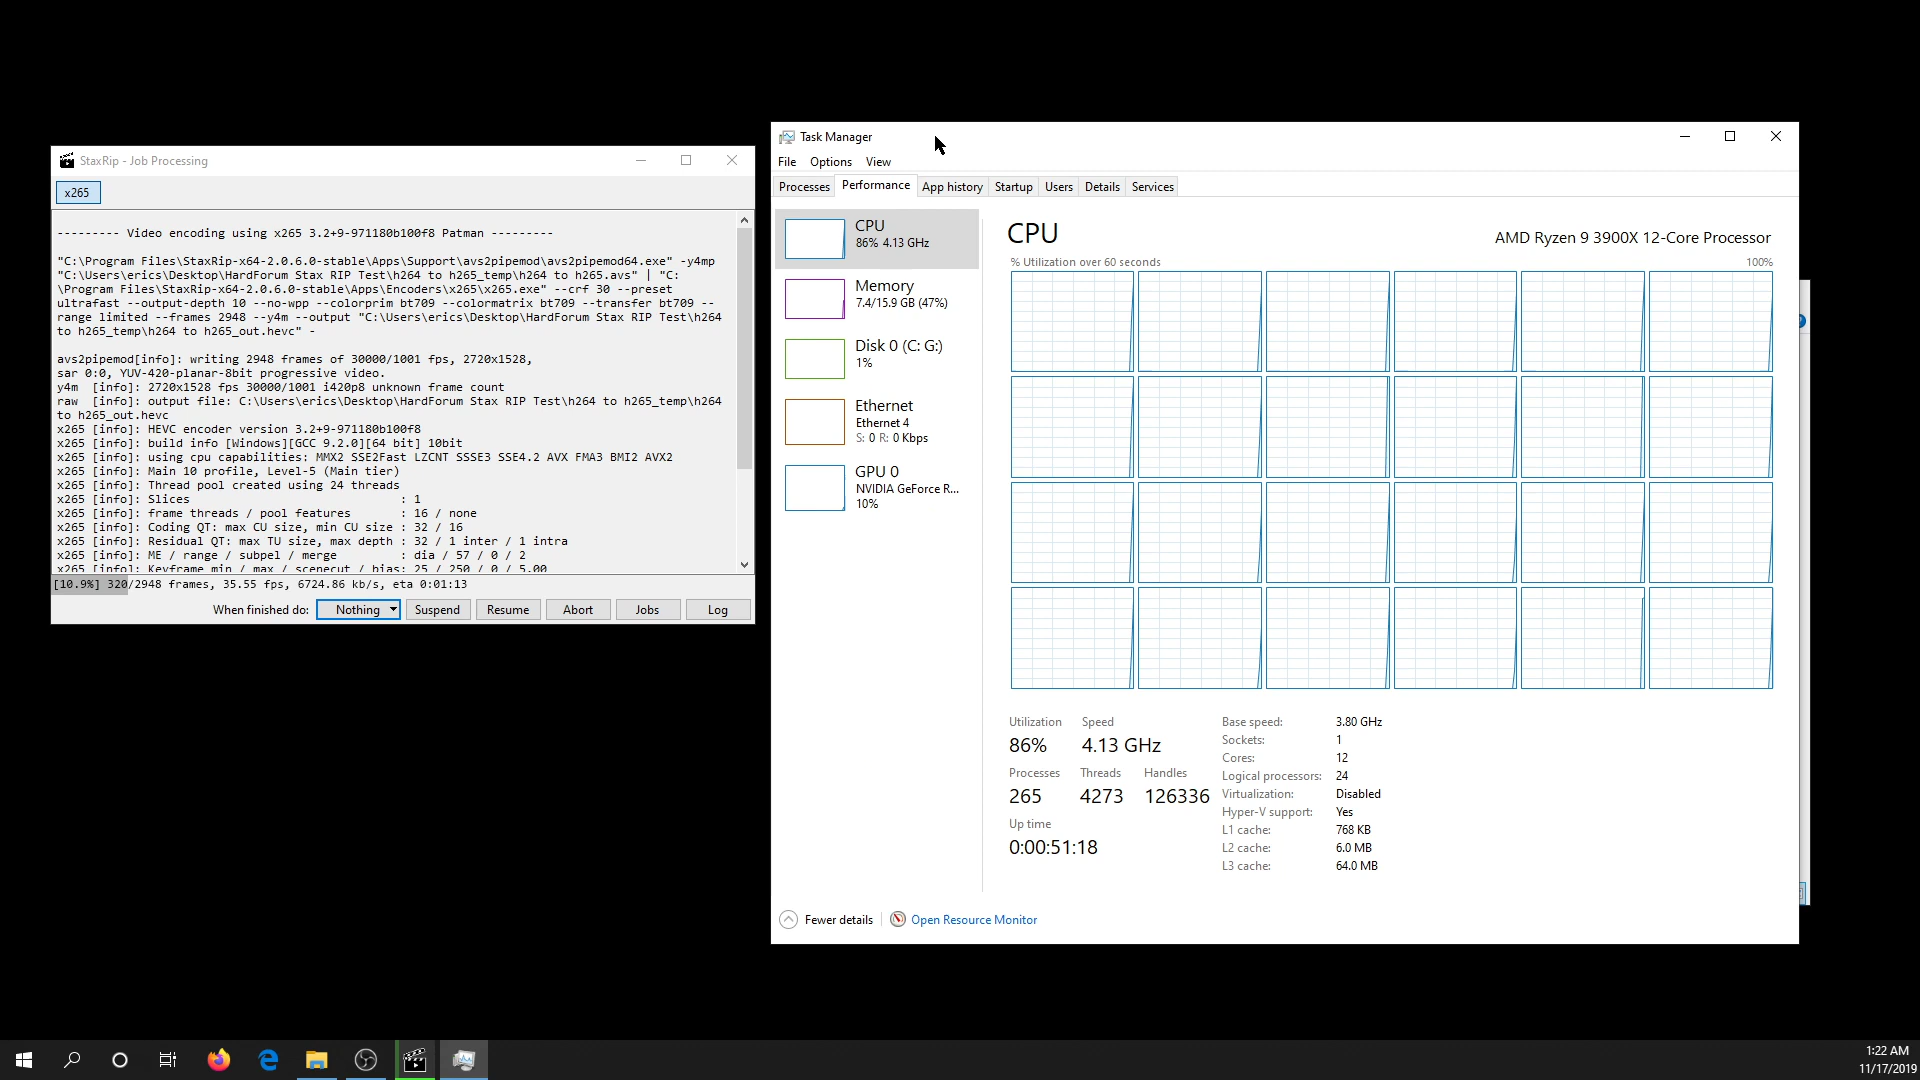 StaxRip - Job Processing
x265
--------- Video encoding using x265 3.2+9-971180b100f8 Patman ---------
"C:\Program Files\StaxRip-x64-2.0.6.0-stable\Apps\Support\avs2pipemod\avs2pipemod64.exe" -y4mp
"C:\Users\erics\Desktop\HardForum Stax RIP Test\h264 to h265_temp\h264 to h265.avs" | "C:
\Program Files\StaxRip-x64-2.0.6.0-stable\Apps\Encoders\x265\x265.exe" --crf 30 --preset
ultrafast --output-depth 10 --no-wpp --colorprim bt709 --colormatrix bt709 --transfer bt709 --
range limited --frames 2948 --y4m --output "C:\Users\erics\Desktop\HardForum Stax RIP Test\h264
to h265_temp\h264 to h265_out.hevc" -
avs2pipemod[info]: writing 2948 frames of 30000/1001 fps, 2720x1528,
sar 0:0, YUV-420-planar-8bit progressive video.
y4m  [info]: 2720x1528 fps 30000/1001 i420p8 unknown frame count
raw  [info]: output file: C:\Users\erics\Desktop\HardForum Stax RIP Test\h264 to h265_temp\h264
to h265_out.hevc
x265 [info]: HEVC encoder version 3.2+9-971180b100f8
x265 [info]: build info [Windows][GCC 9.2.0][64 bit] 10bit
x265 [info]: using cpu capabilities: MMX2 SSE2Fast LZCNT SSSE3 SSE4.2 AVX FMA3 BMI2 AVX2
x265 [info]: Main 10 profile, Level-5 (Main tier)
x265 [info]: Thread pool created using 24 threads
x265 [info]: Slices                              : 1
x265 [info]: frame threads / pool features       : 16 / none
x265 [info]: Coding QT: max CU size, min CU size : 32 / 16
x265 [info]: Residual QT: max TU size, max depth : 32 / 1 inter / 1 intra
x265 [info]: ME / range / subpel / merge         : dia / 57 / 0 / 2
x265 [info]: Keyframe min / max / scenecut / bias: 25 / 250 / 0 / 5.00
[10.9%] 320/2948 frames, 35.55 fps, 6724.86 kb/s, eta 0:01:13
When finished do: Nothing Suspend Resume Abort Jobs Log
Task Manager
File Options View
Processes Performance App history Startup Users Details Services
CPU
86% 4.13 GHz
Memory
7.4/15.9 GB (47%)
Disk 0 (C: G:)
1%
Ethernet
Ethernet 4
S: 0 R: 0 Kbps
GPU 0
NVIDIA GeForce R...
10%
CPU
AMD Ryzen 9 3900X 12-Core Processor
% Utilization over 60 seconds
100%
Utilization Speed
86% 4.13 GHz
Processes Threads Handles
265 4273 126336
Up time
0:00:51:18
Base speed: 3.80 GHz
Sockets: 1
Cores: 12
Logical processors: 24
Virtualization: Disabled
Hyper-V support: Yes
L1 cache: 768 KB
L2 cache: 6.0 MB
L3 cache: 64.0 MB
Fewer details Open Resource Monitor
1:22 AM
11/17/2019